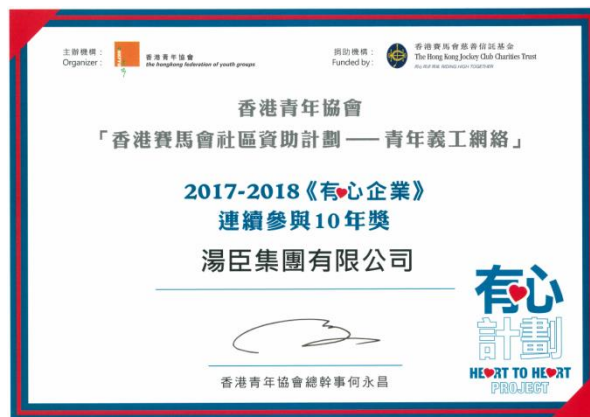 主辦機構：
Organizer :
香港青年協會
the hongkong federation of youth groups
捐助機構：
Funded by :
香港賽馬會慈善信託基金
The Hong Kong Jockey Club Charities Trust
RIDING HIGH TOGETHER
香港青年協會
「香港賽馬會社區資助計劃 —— 青年義工網絡」
2017-2018《有心企業》
連續參與10年獎
湯臣集團有限公司
香港青年協會總幹事何永昌
有心
計劃
HEART TO HEART
PROJECT